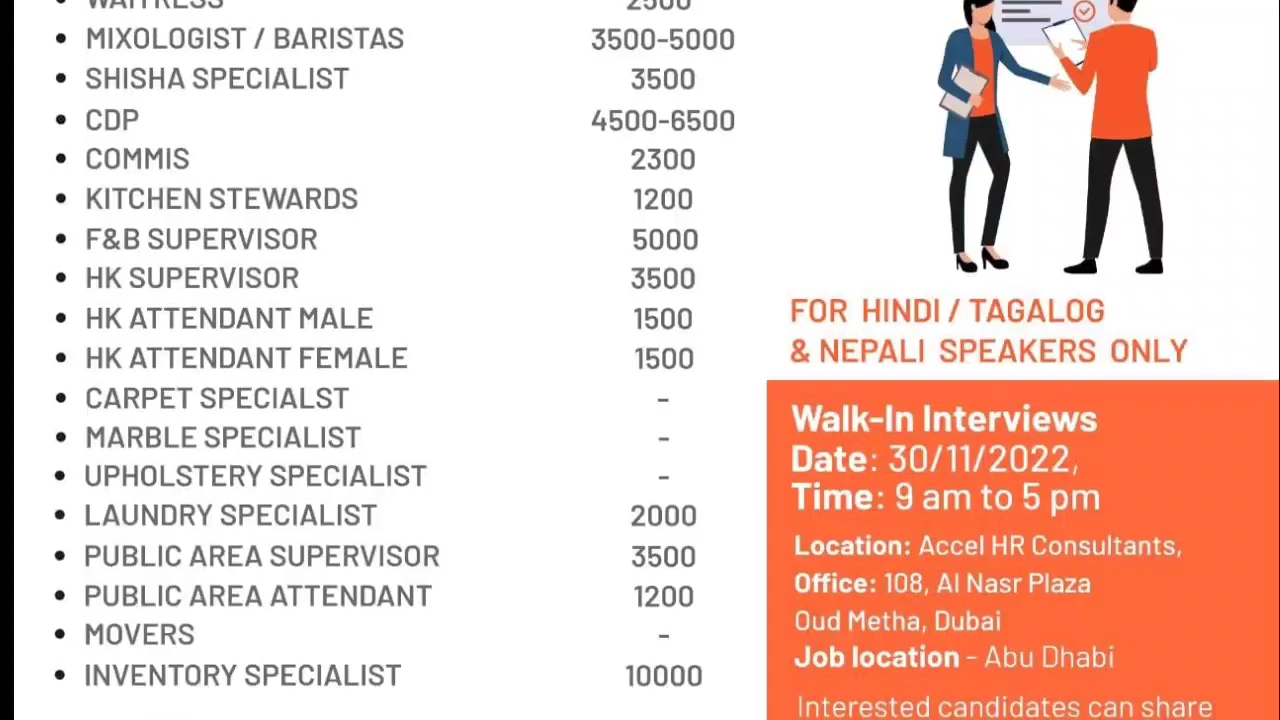 WAITRESS 2500
MIXOLOGIST / BARISTAS 3500-5000
SHISHA SPECIALIST 3500
CDP 4500-6500
COMMIS 2300
KITCHEN STEWARDS 1200
F&B SUPERVISOR 5000
HK SUPERVISOR 3500
HK ATTENDANT MALE 1500
HK ATTENDANT FEMALE 1500
CARPET SPECIALST -
MARBLE SPECIALIST -
UPHOLSTERY SPECIALIST -
LAUNDRY SPECIALIST 2000
PUBLIC AREA SUPERVISOR 3500
PUBLIC AREA ATTENDANT 1200
MOVERS -
INVENTORY SPECIALIST 10000
FOR HINDI / TAGALOG
& NEPALI SPEAKERS ONLY
Walk-In Interviews
Date: 30/11/2022,
Time: 9 am to 5 pm
Location: Accel HR Consultants,
Office: 108, Al Nasr Plaza
Oud Metha, Dubai
Job location - Abu Dhabi
Interested candidates can share